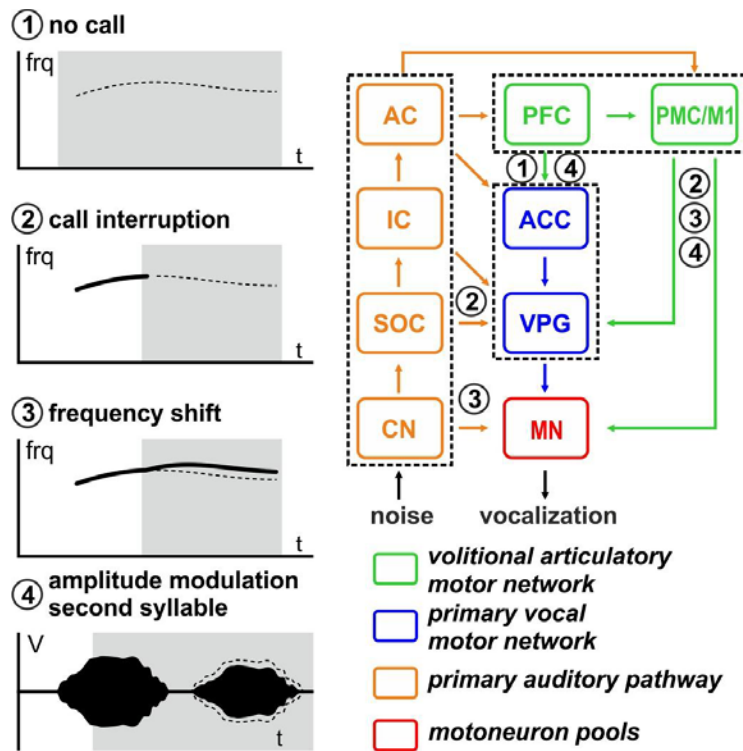 ① no call
frq
t
② call interruption
frq
t
③ frequency shift
frq
t
④ amplitude modulation
second syllable
V
t
AC
PFC
PMC/M1
① ④
②
③
④
IC
ACC
②
SOC
VPG
③
CN
MN
noise
vocalization
volitional articulatory
motor network
primary vocal
motor network
primary auditory pathway
motoneuron pools